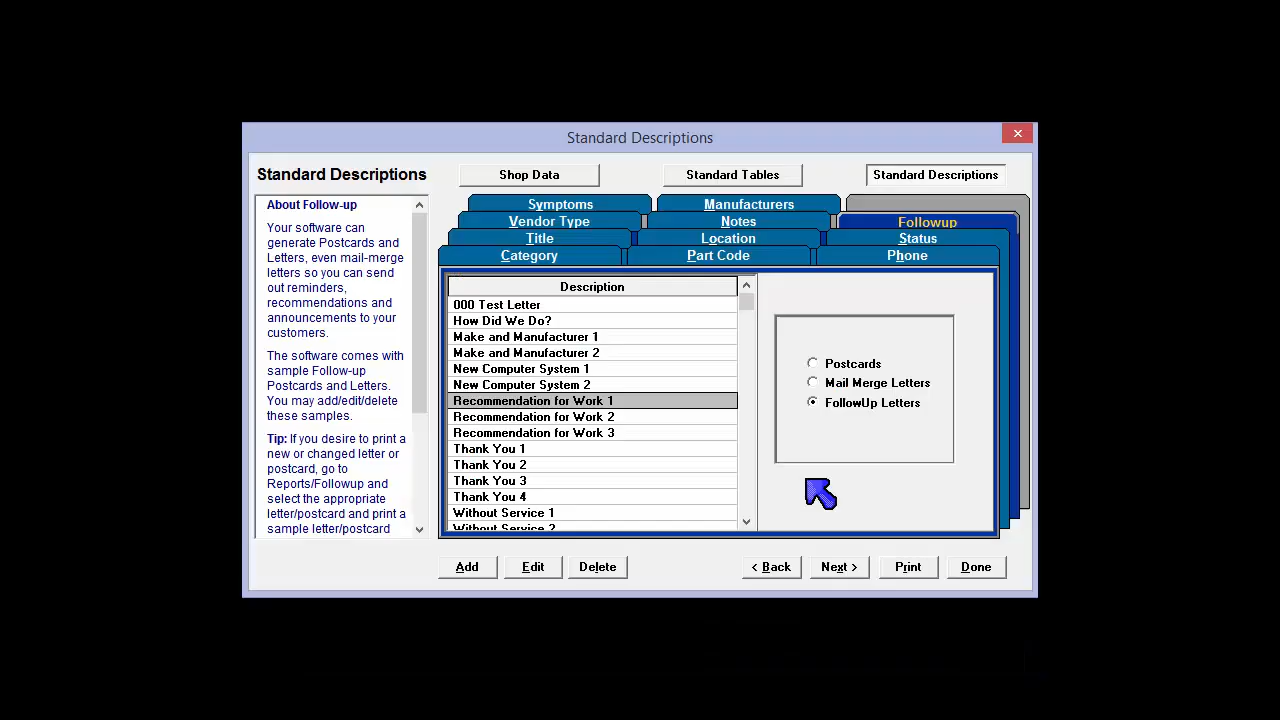 Standard Descriptions
Standard Descriptions
Shop Data
Standard Tables
Standard Descriptions
About Follow-up
Your software can
generate Postcards and
Letters, even mail-merge
letters so you can send
out reminders,
recommendations and
announcements to your
customers.
The software comes with
sample Follow-up
Postcards and Letters.
You may add/edit/delete
these samples.
Tip: If you desire to print a
new or changed letter or
postcard, go to
Reports/Followup and
select the appropriate
letter/postcard and print a
sample letter/postcard
Symptoms
Manufacturers
Vendor Type
Notes
Followup
Title
Location
Status
Category
Part Code
Phone
Description
000 Test Letter
How Did We Do?
Make and Manufacturer 1
Make and Manufacturer 2
New Computer System 1
New Computer System 2
Recommendation for Work 1
Recommendation for Work 2
Recommendation for Work 3
Thank You 1
Thank You 2
Thank You 3
Thank You 4
Without Service 1
Without Service 2
Postcards
Mail Merge Letters
FollowUp Letters
Add
Edit
Delete
< Back
Next >
Print
Done